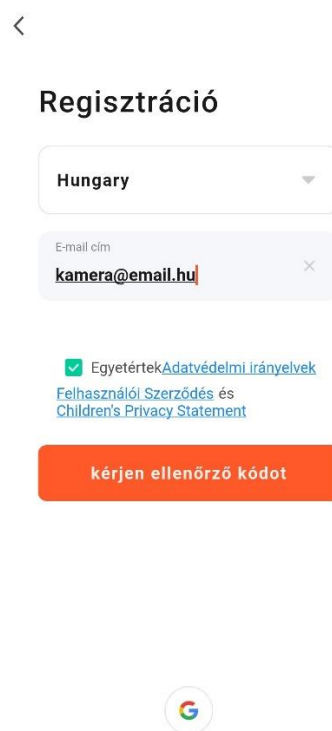 Regisztráció
Hungary
E-mail cím
kamera@email.hu
EgyetértekAdatvédelmi irányelvek
Felhasználói Szerződés és
Children's Privacy Statement
kérjen ellenőrző kódot